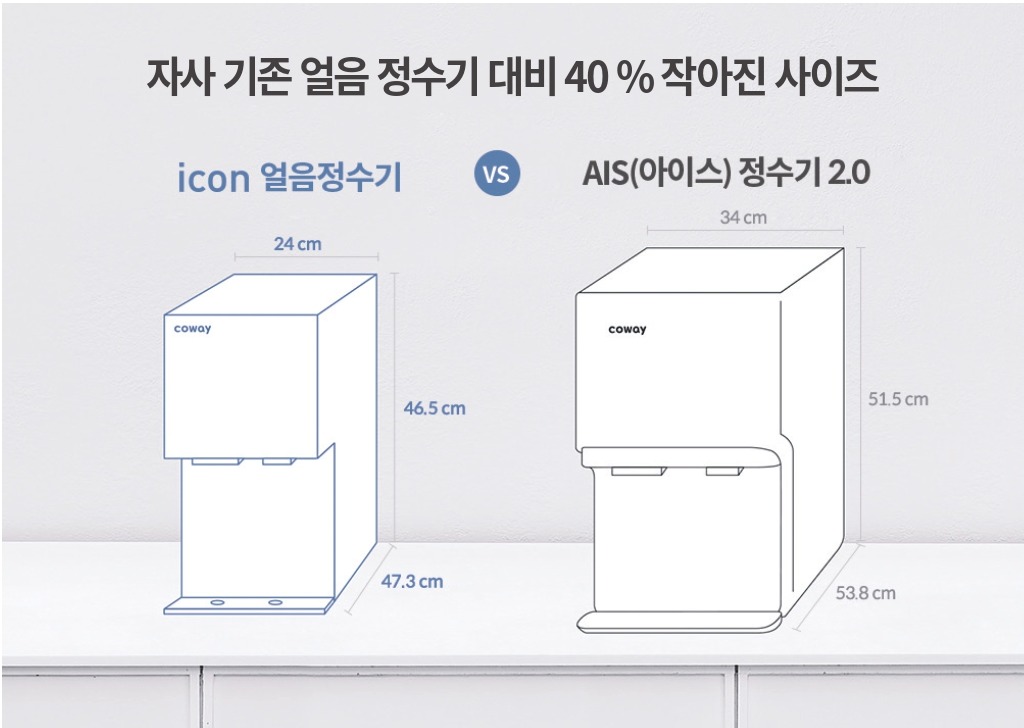 자사 기존 얼음 정수기 대비 40 % 작아진 사이즈
icon 얼음정수기
VS
AIS(아이스) 정수기 2.0
24 cm
34 cm
coway
coway
46.5 cm
51.5 cm
47.3 cm
53.8 cm